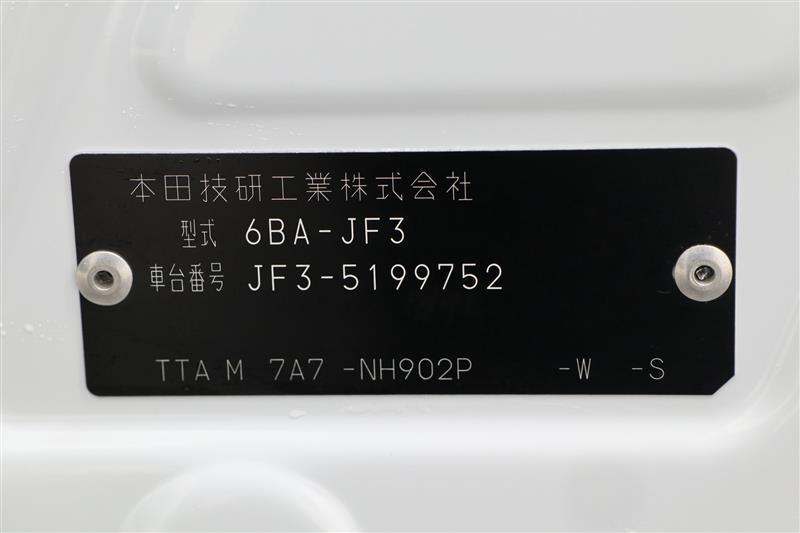 本田技研工業株式会社
型式 6BA-JF3
車台番号 JF3-5199752
TTA M 7A7 -NH902P -W -S